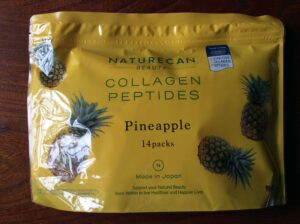 NATURECAN
BEAUTY
COLLAGEN
PEPTIDES
Pineapple
14packs
Made in Japan
Support your Natural Beauty